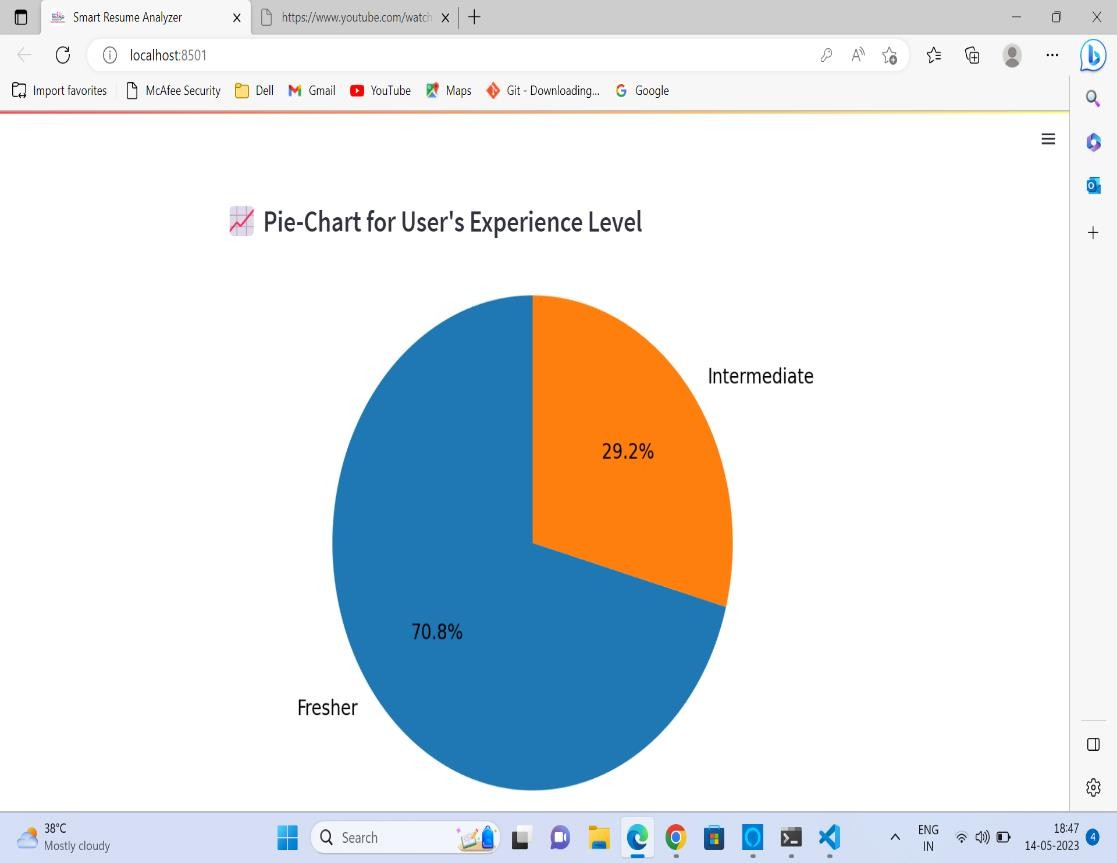 Smart Resume Analyzer
https://www.youtube.com/watch
localhost:8501
Import favorites
McAfee Security
Dell
Gmail
YouTube
Maps
Git - Downloading...
Google
Pie-Chart for User's Experience Level
Intermediate
29.2%
70.8%
Fresher
38°C
Mostly cloudy
Search
ENG
IN
18:47
14-05-2023
4